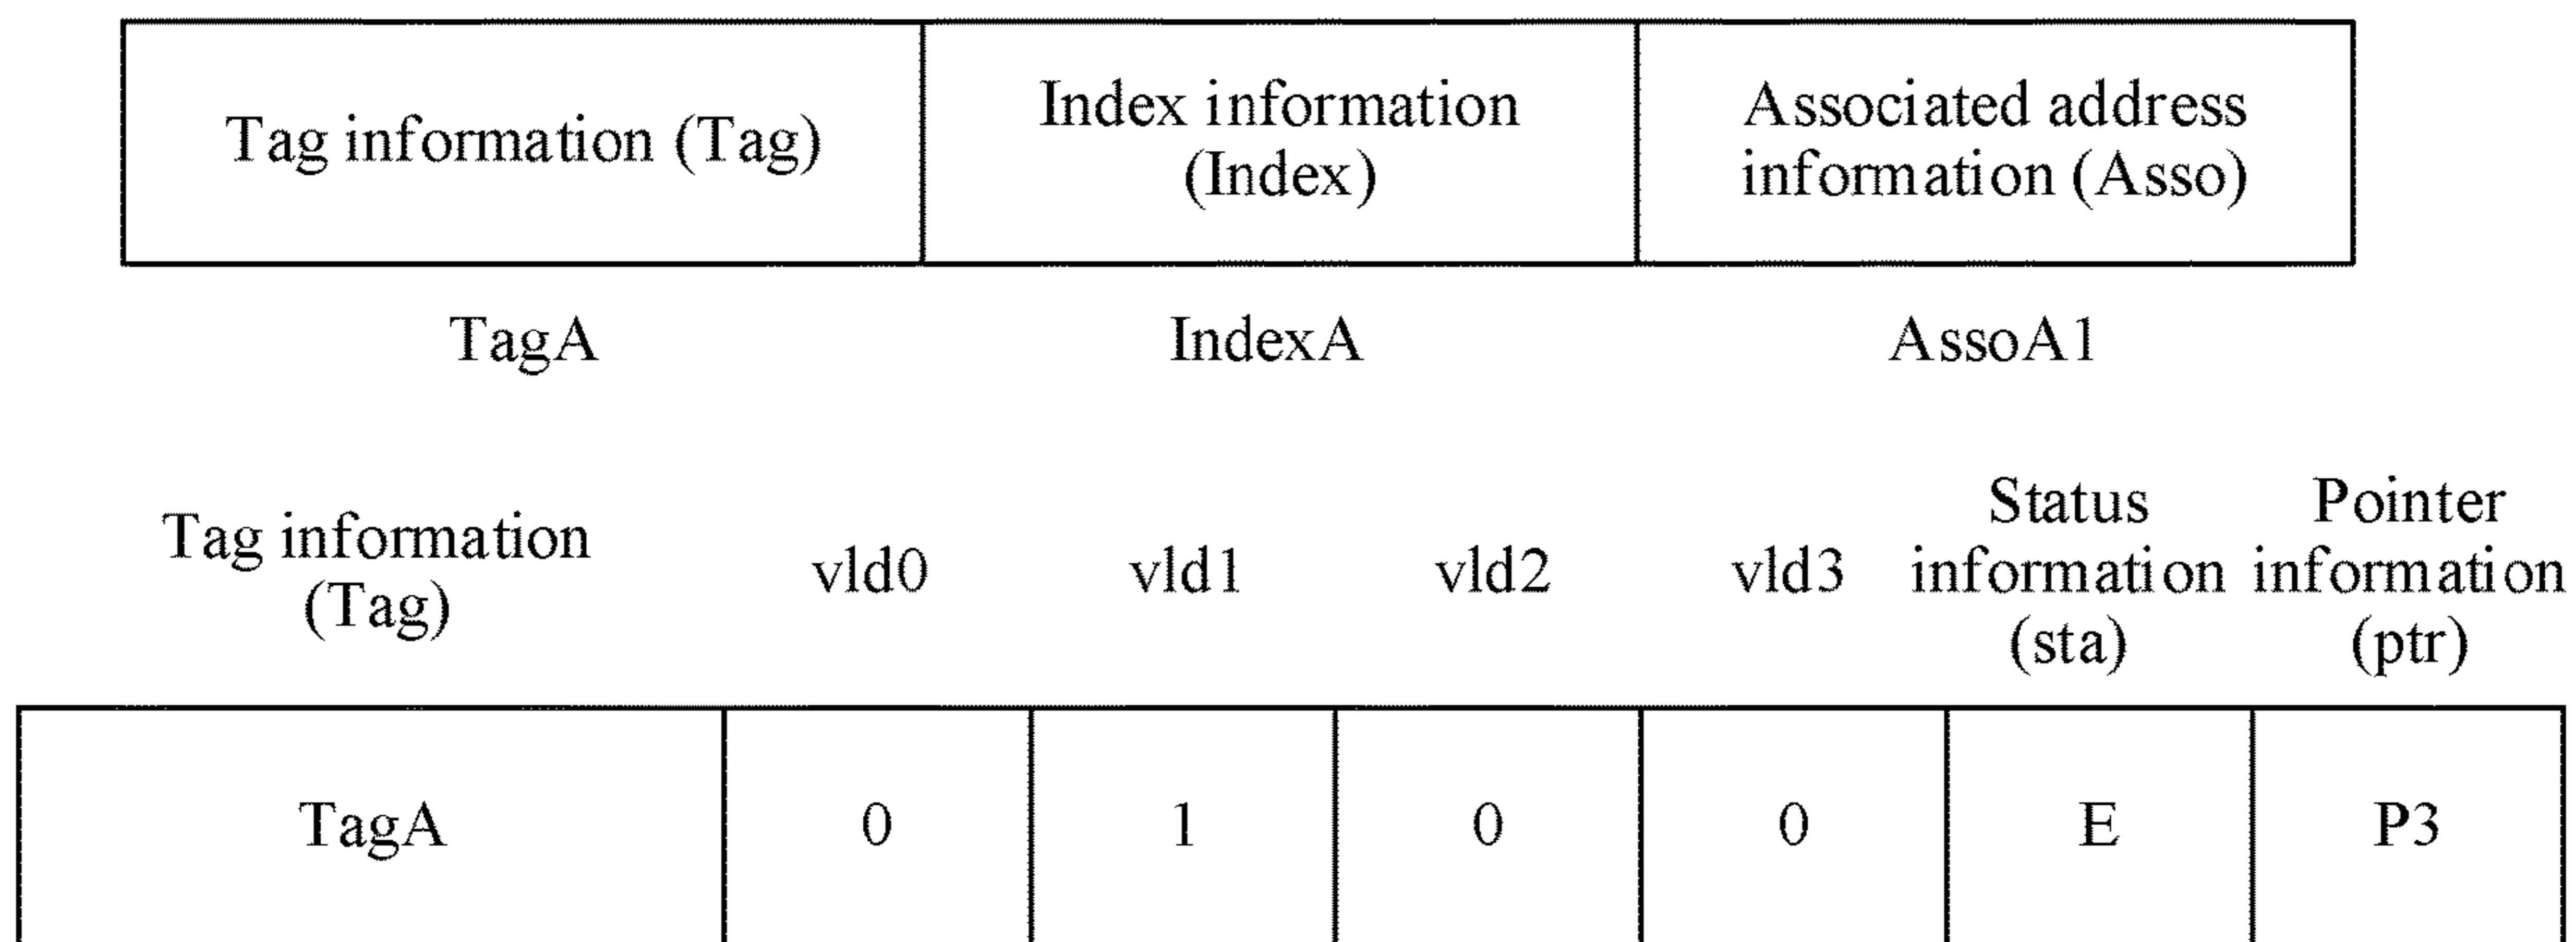 Tag information (Tag)
Index information
(Index)
Associated address
information (Asso)
TagA
IndexA
AssoA1
Tag information
(Tag)
vld0
vld1
vld2
vld3
Status
information
(sta)
Pointer
information
(ptr)
TagA
0
1
0
0
E
P3